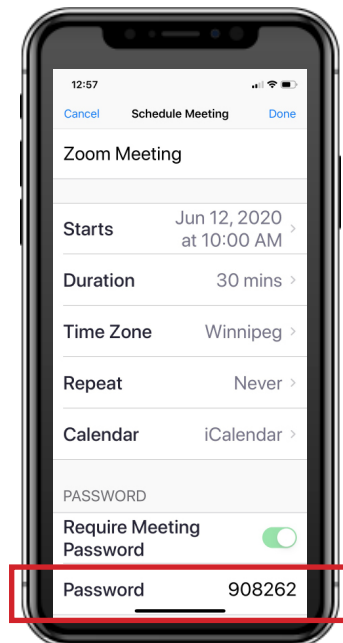 12:57
Cancel Schedule Meeting Done
Zoom Meeting
Starts Jun 12, 2020
at 10:00 AM
Duration 30 mins
Time Zone Winnipeg
Repeat Never
Calendar iCalendar
PASSWORD
Require Meeting
Password
Password 908262